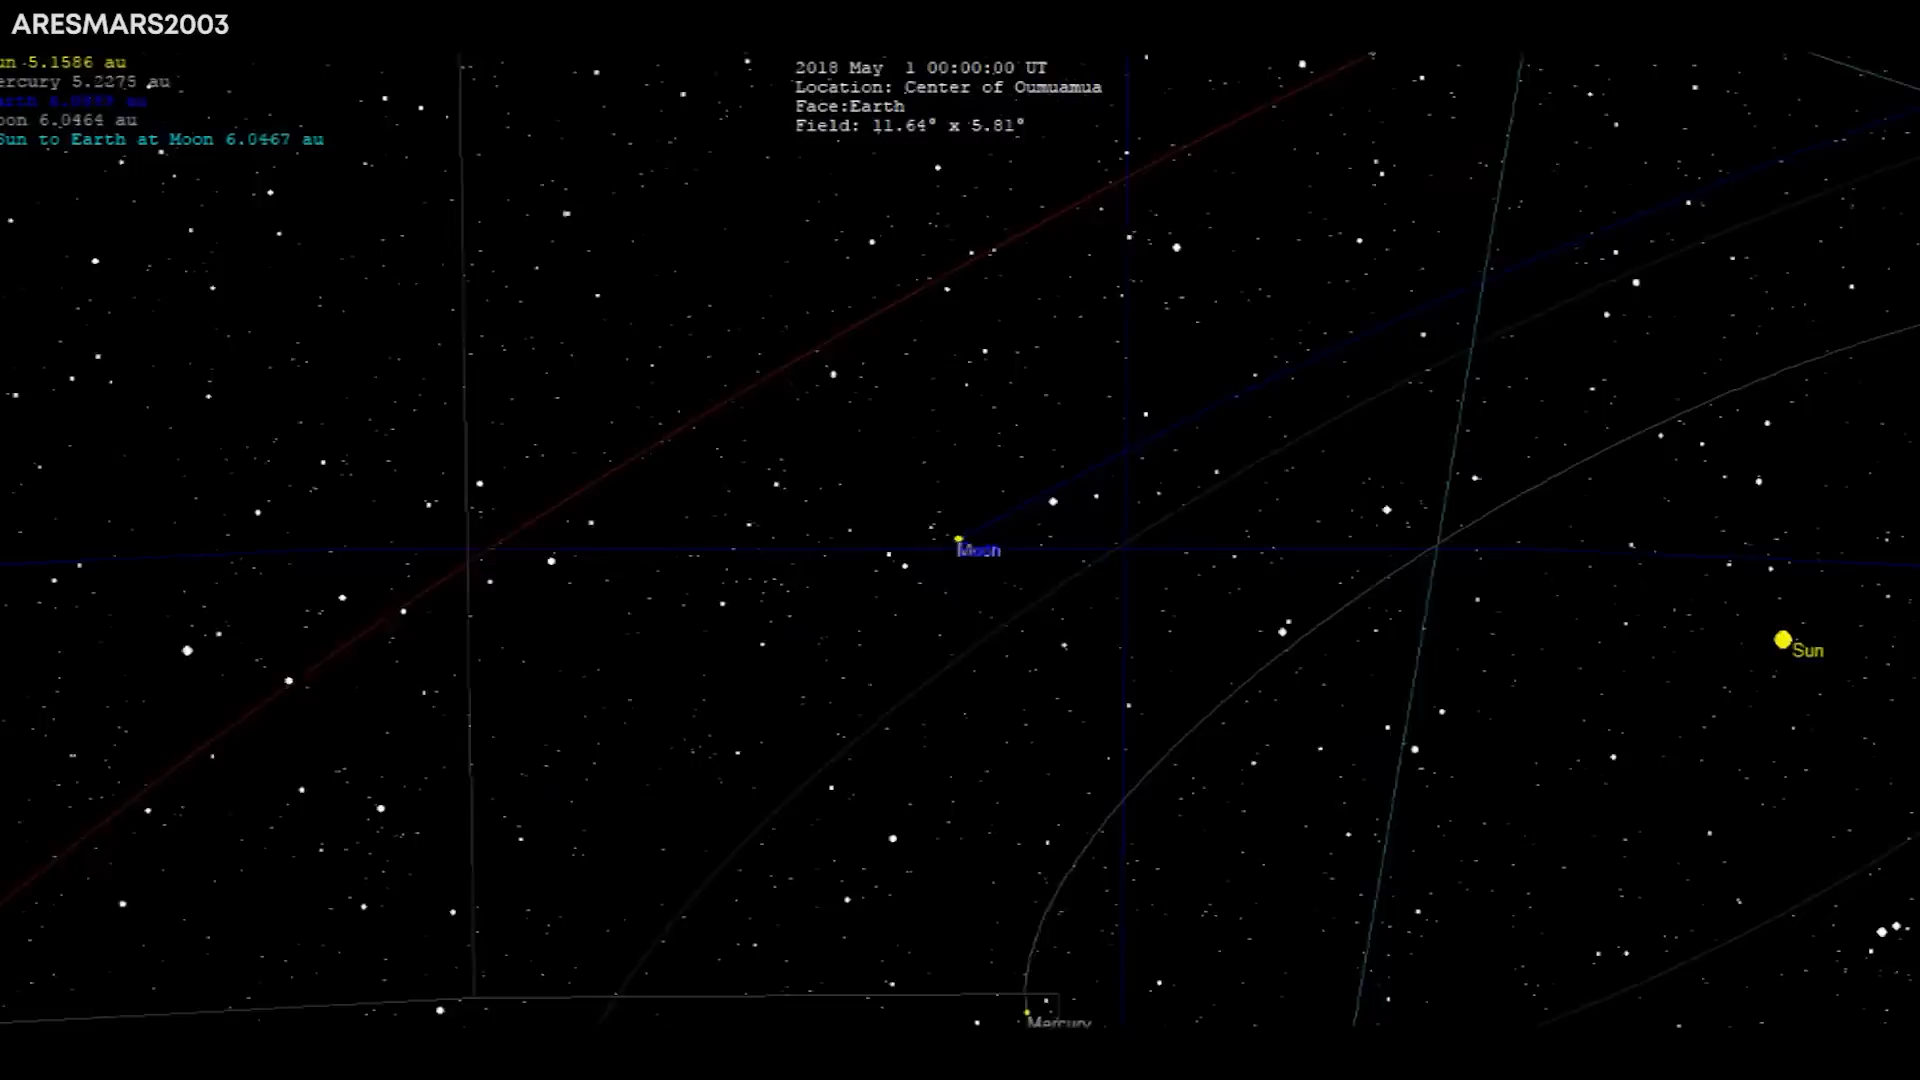 ARESMARS2003
un 5.1586 au
ercury 5.2275 au
oon 6.0464 au
Sun to Earth at Moon 6.0467 au
2018 May 1 00:00:00 UT
Location: Center of Oumuamua
Face:Earth
Field: 11.64° x 5.81°
Moon
Sun
Mercury